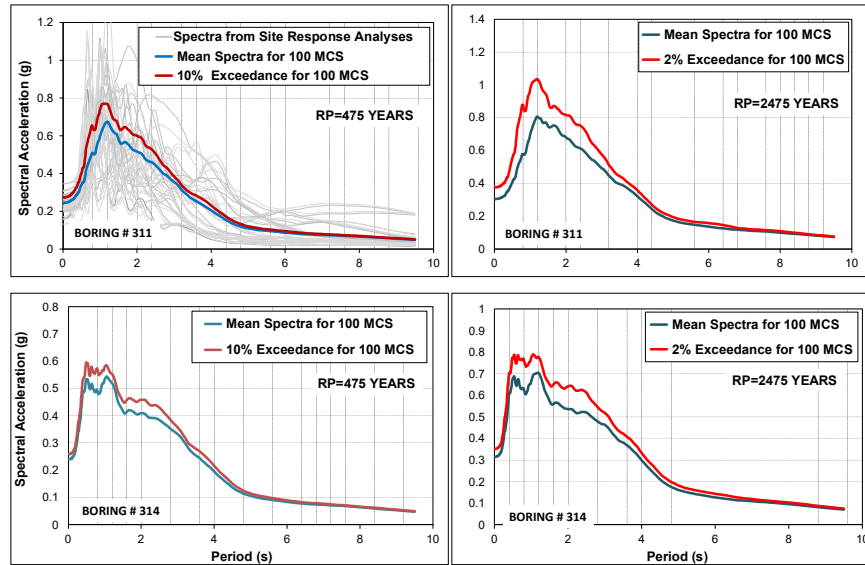 1.2
1
0.8
0.6
0.4
0.2
0
Spectral Acceleration (g)
Spectra from Site Response Analyses
Mean Spectra for 100 MCS
10% Exceedance for 100 MCS
RP=475 YEARS
BORING # 311
0 2 4 6 8 10
1.4
1.2
1
0.8
0.6
0.4
0.2
0
Mean Spectra for 100 MCS
2% Exceedance for 100 MCS
RP=2475 YEARS
BORING # 311
0 2 4 6 8 10
0.8
0.7
0.6
0.5
0.4
0.3
0.2
0.1
0
Spectral Acceleration (g)
Mean Spectra for 100 MCS
10% Exceedance for 100 MCS
RP=475 YEARS
BORING # 314
0 2 4 6 8 10
Period (s)
1
0.9
0.8
0.7
0.6
0.5
0.4
0.3
0.2
0.1
0
Mean Spectra for 100 MCS
2% Exceedance for 100 MCS
RP=2475 YEARS
BORING # 314
0 2 4 6 8 10
Period (s)